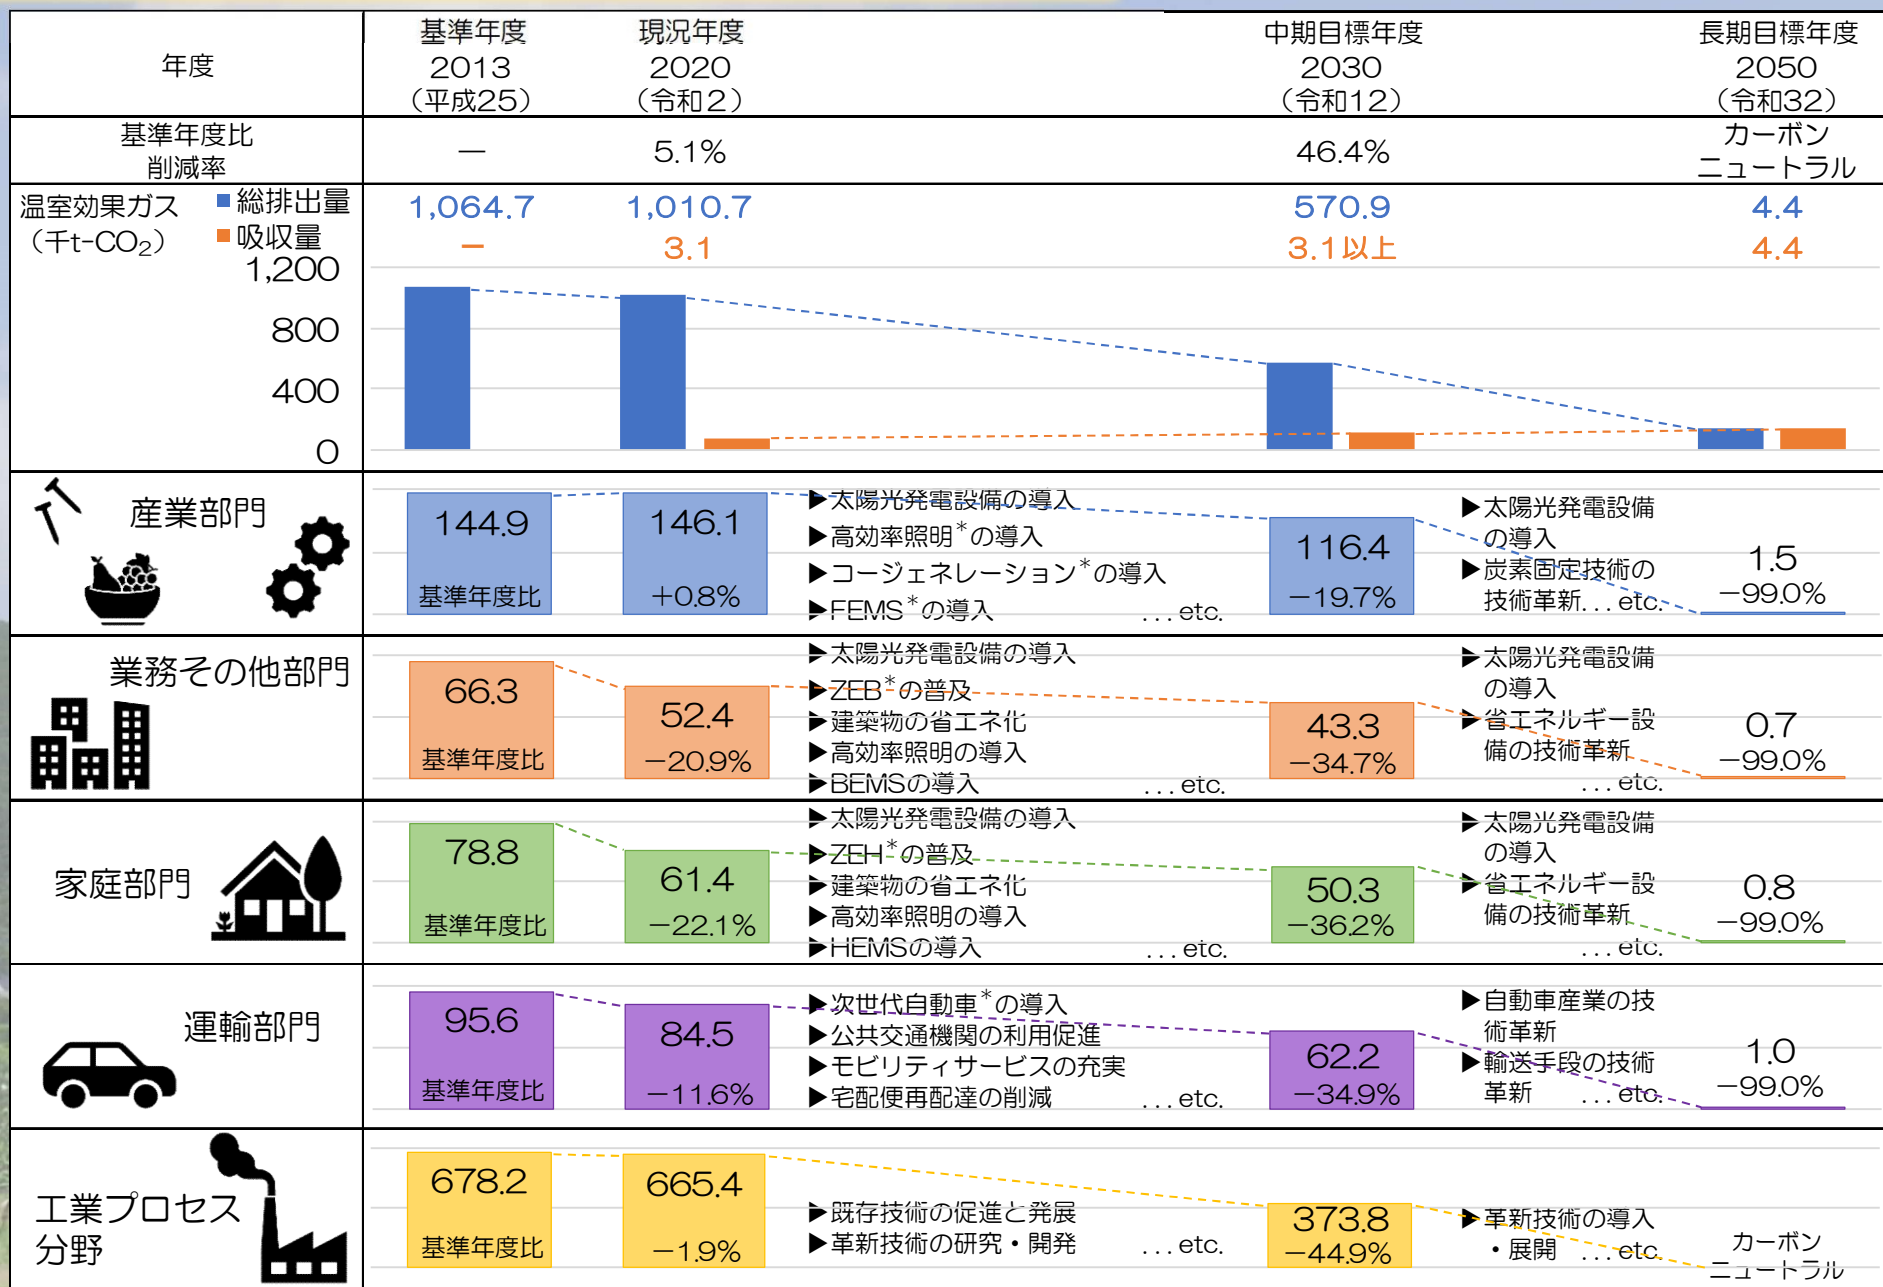 年度
基準年度
2013
（平成25）
現況年度
2020
（令和２）
中期目標年度
2030
（令和12）
長期目標年度
2050
（令和32）
基準年度比
削減率
―
5.1%
46.4%
カーボン
ニュートラル
温室効果ガス
（千t-CO₂）
■総排出量
■吸収量
1,064.7
1,010.7
570.9
4.4
－
3.1
3.1以上
4.4
1,200
800
400
0
産業部門
144.9
基準年度比
146.1
+0.8%
▶太陽光発電設備の導入
▶高効率照明*の導入
▶コージェネレーション*の導入
▶FEMS*の導入 ...etc.
116.4
－19.7%
▶太陽光発電設備
の導入
▶炭素固定技術の
技術革新...etc.
1.5
－99.0%
業務その他部門
66.3
基準年度比
52.4
－20.9%
▶太陽光発電設備の導入
▶ZEB*の普及
▶建築物の省エネ化
▶高効率照明の導入
▶BEMSの導入 ...etc.
43.3
－34.7%
▶太陽光発電設備
の導入
▶省エネルギー設
備の技術革新
...etc.
0.7
－99.0%
家庭部門
78.8
基準年度比
61.4
－22.1%
▶太陽光発電設備の導入
▶ZEH*の普及
▶建築物の省エネ化
▶高効率照明の導入
▶HEMSの導入 ...etc.
50.3
－36.2%
▶太陽光発電設備
の導入
▶省エネルギー設
備の技術革新
...etc.
0.8
－99.0%
運輸部門
95.6
基準年度比
84.5
－11.6%
▶次世代自動車*の導入
▶公共交通機関の利用促進
▶モビリティサービスの充実
▶宅配便再配達の削減 ...etc.
62.2
－34.9%
▶自動車産業の技
術革新
▶輸送手段の技術
革新 ...etc.
1.0
－99.0%
工業プロセス
分野
678.2
基準年度比
665.4
－1.9%
▶既存技術の促進と発展
▶革新技術の研究・開発 ...etc.
373.8
－44.9%
▶革新技術の導入
・展開 ...etc.
カーボン
ニュートラル